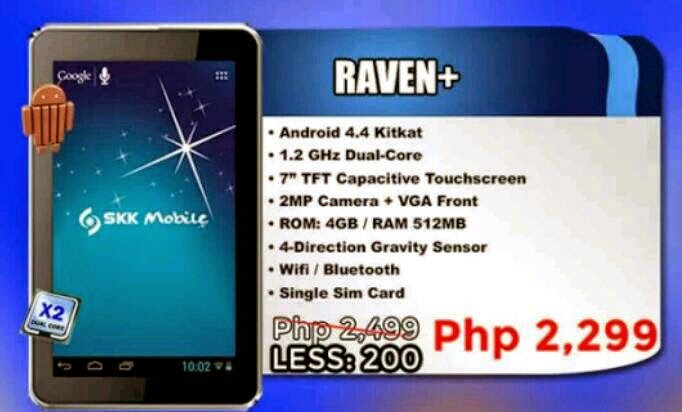 RAVEN+
Google
SKK Mobile
X2
DUAL CORE
10:02
• Android 4.4 Kitkat
• 1.2 GHz Dual-Core
• 7" TFT Capacitive Touchscreen
• 2MP Camera + VGA Front
• ROM: 4GB / RAM 512MB
• 4-Direction Gravity Sensor
• Wifi / Bluetooth
• Single Sim Card
Php 2,499
LESS: 200
Php 2,299